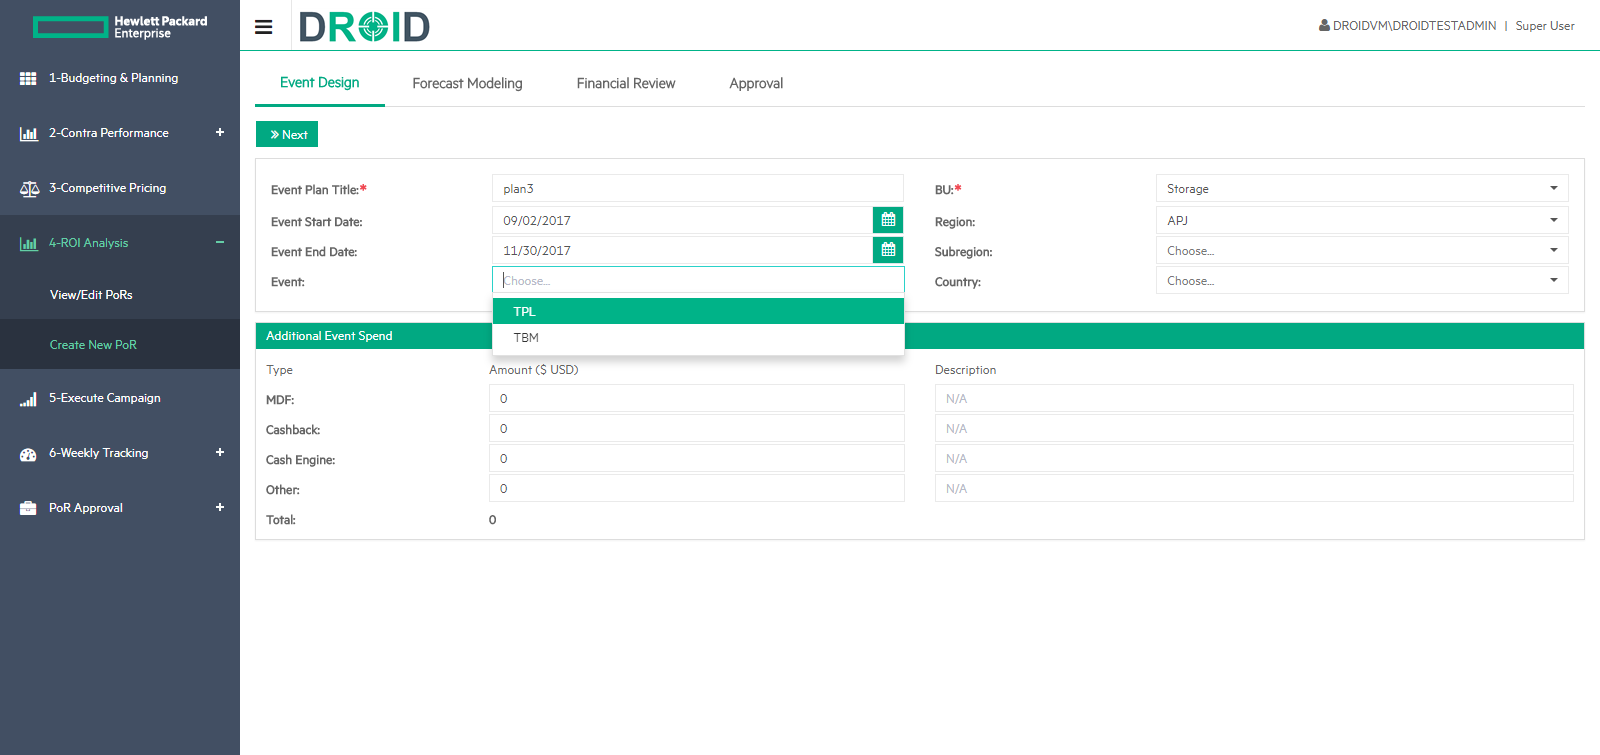 Hewlett Packard
Enterprise
DROID
DROIDVM\DROIDTESTADMIN | Super User
1-Budgeting & Planning
2-Contra Performance +
3-Competitive Pricing
4-ROI Analysis −
View/Edit PoRs
Create New PoR
5-Execute Campaign
6-Weekly Tracking +
PoR Approval +
Event Design Forecast Modeling Financial Review Approval
» Next
Event Plan Title:* plan3 BU:* Storage
Event Start Date: 09/02/2017 Region: APJ
Event End Date: 11/30/2017 Subregion: Choose...
Event: Choose... Country: Choose...
TPL
TBM
Additional Event Spend
Type Amount ($ USD) Description
MDF: 0 N/A
Cashback: 0 N/A
Cash Engine: 0 N/A
Other: 0 N/A
Total: 0